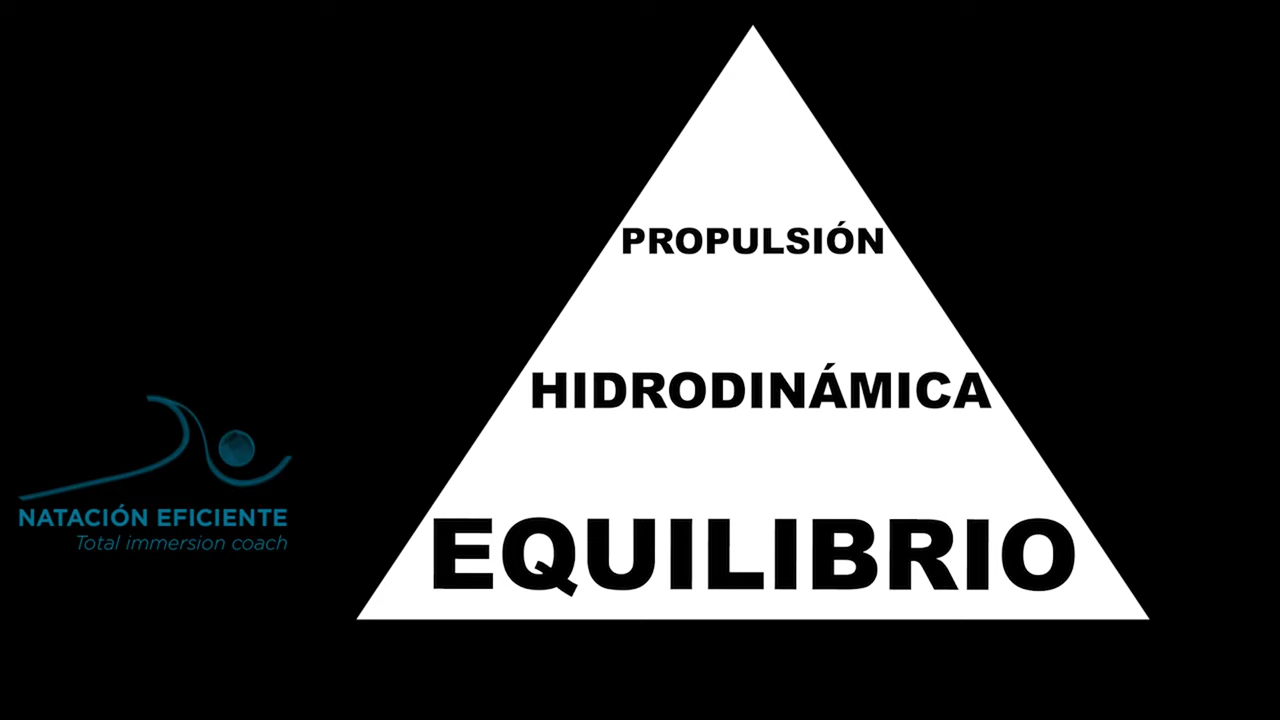 PROPULSIÓN
HIDRODINÁMICA
EQUILIBRIO
NATACIÓN EFICIENTE
Total immersion coach